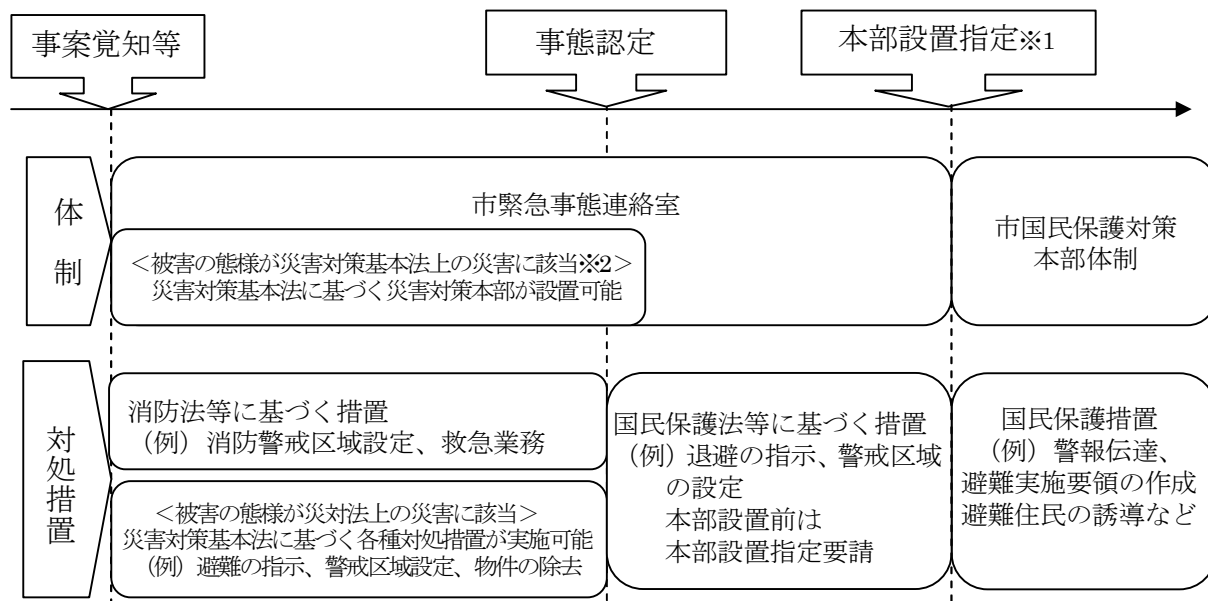 事案覚知等
事態認定
本部設置指定※1
体制
市緊急事態連絡室
＜被害の態様が災害対策基本法上の災害に該当※2＞
災害対策基本法に基づく災害対策本部が設置可能
市国民保護対策
本部体制
対処措置
消防法等に基づく措置
（例）消防警戒区域設定、救急業務
＜被害の態様が災対法上の災害に該当＞
災害対策基本法に基づく各種対処措置が実施可能
（例）避難の指示、警戒区域設定、物件の除去
国民保護法等に基づく措置
（例）退避の指示、警戒区域
の設定
本部設置前は
本部設置指定要請
国民保護措置
（例）警報伝達、
避難実施要領の作成
避難住民の誘導など